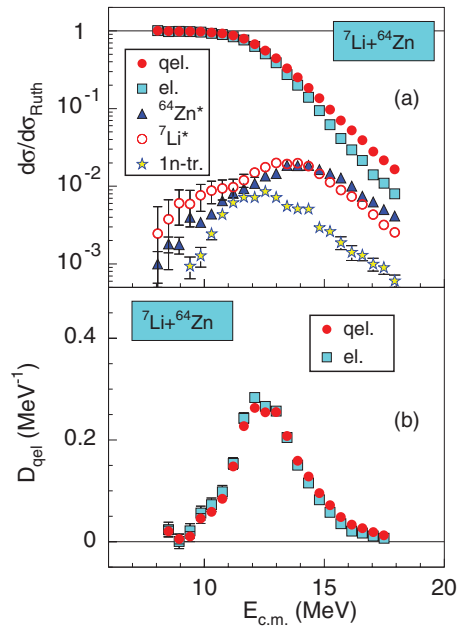 ⁷Li+⁶⁴Zn
(a)
qel.
el.
⁶⁴Zn*
⁷Li*
1n-tr.
dσ/dσRuth
1
10⁻¹
10⁻²
10⁻³
⁷Li+⁶⁴Zn
qel.
el.
(b)
Dqel (MeV⁻¹)
0.4
0.2
0
10
15
20
Ec.m. (MeV)